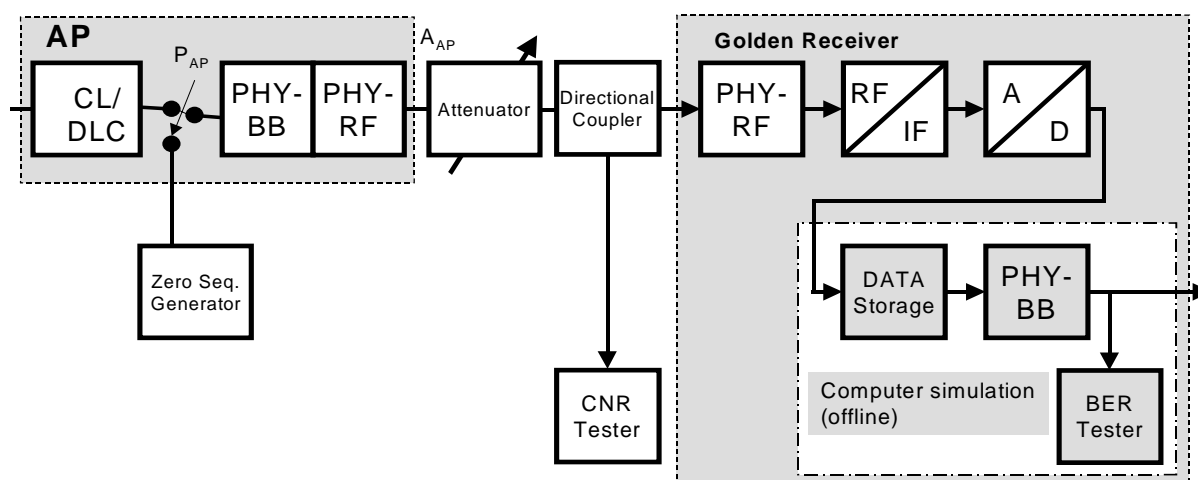 AP
Golden Receiver
P AP
A AP
CL/
DLC
PHY-
BB
PHY-
RF
Attenuator
Directional
Coupler
PHY-
RF
RF
IF
A
D
Zero Seq.
Generator
DATA
Storage
PHY-
BB
CNR
Tester
Computer simulation
(offline)
BER
Tester